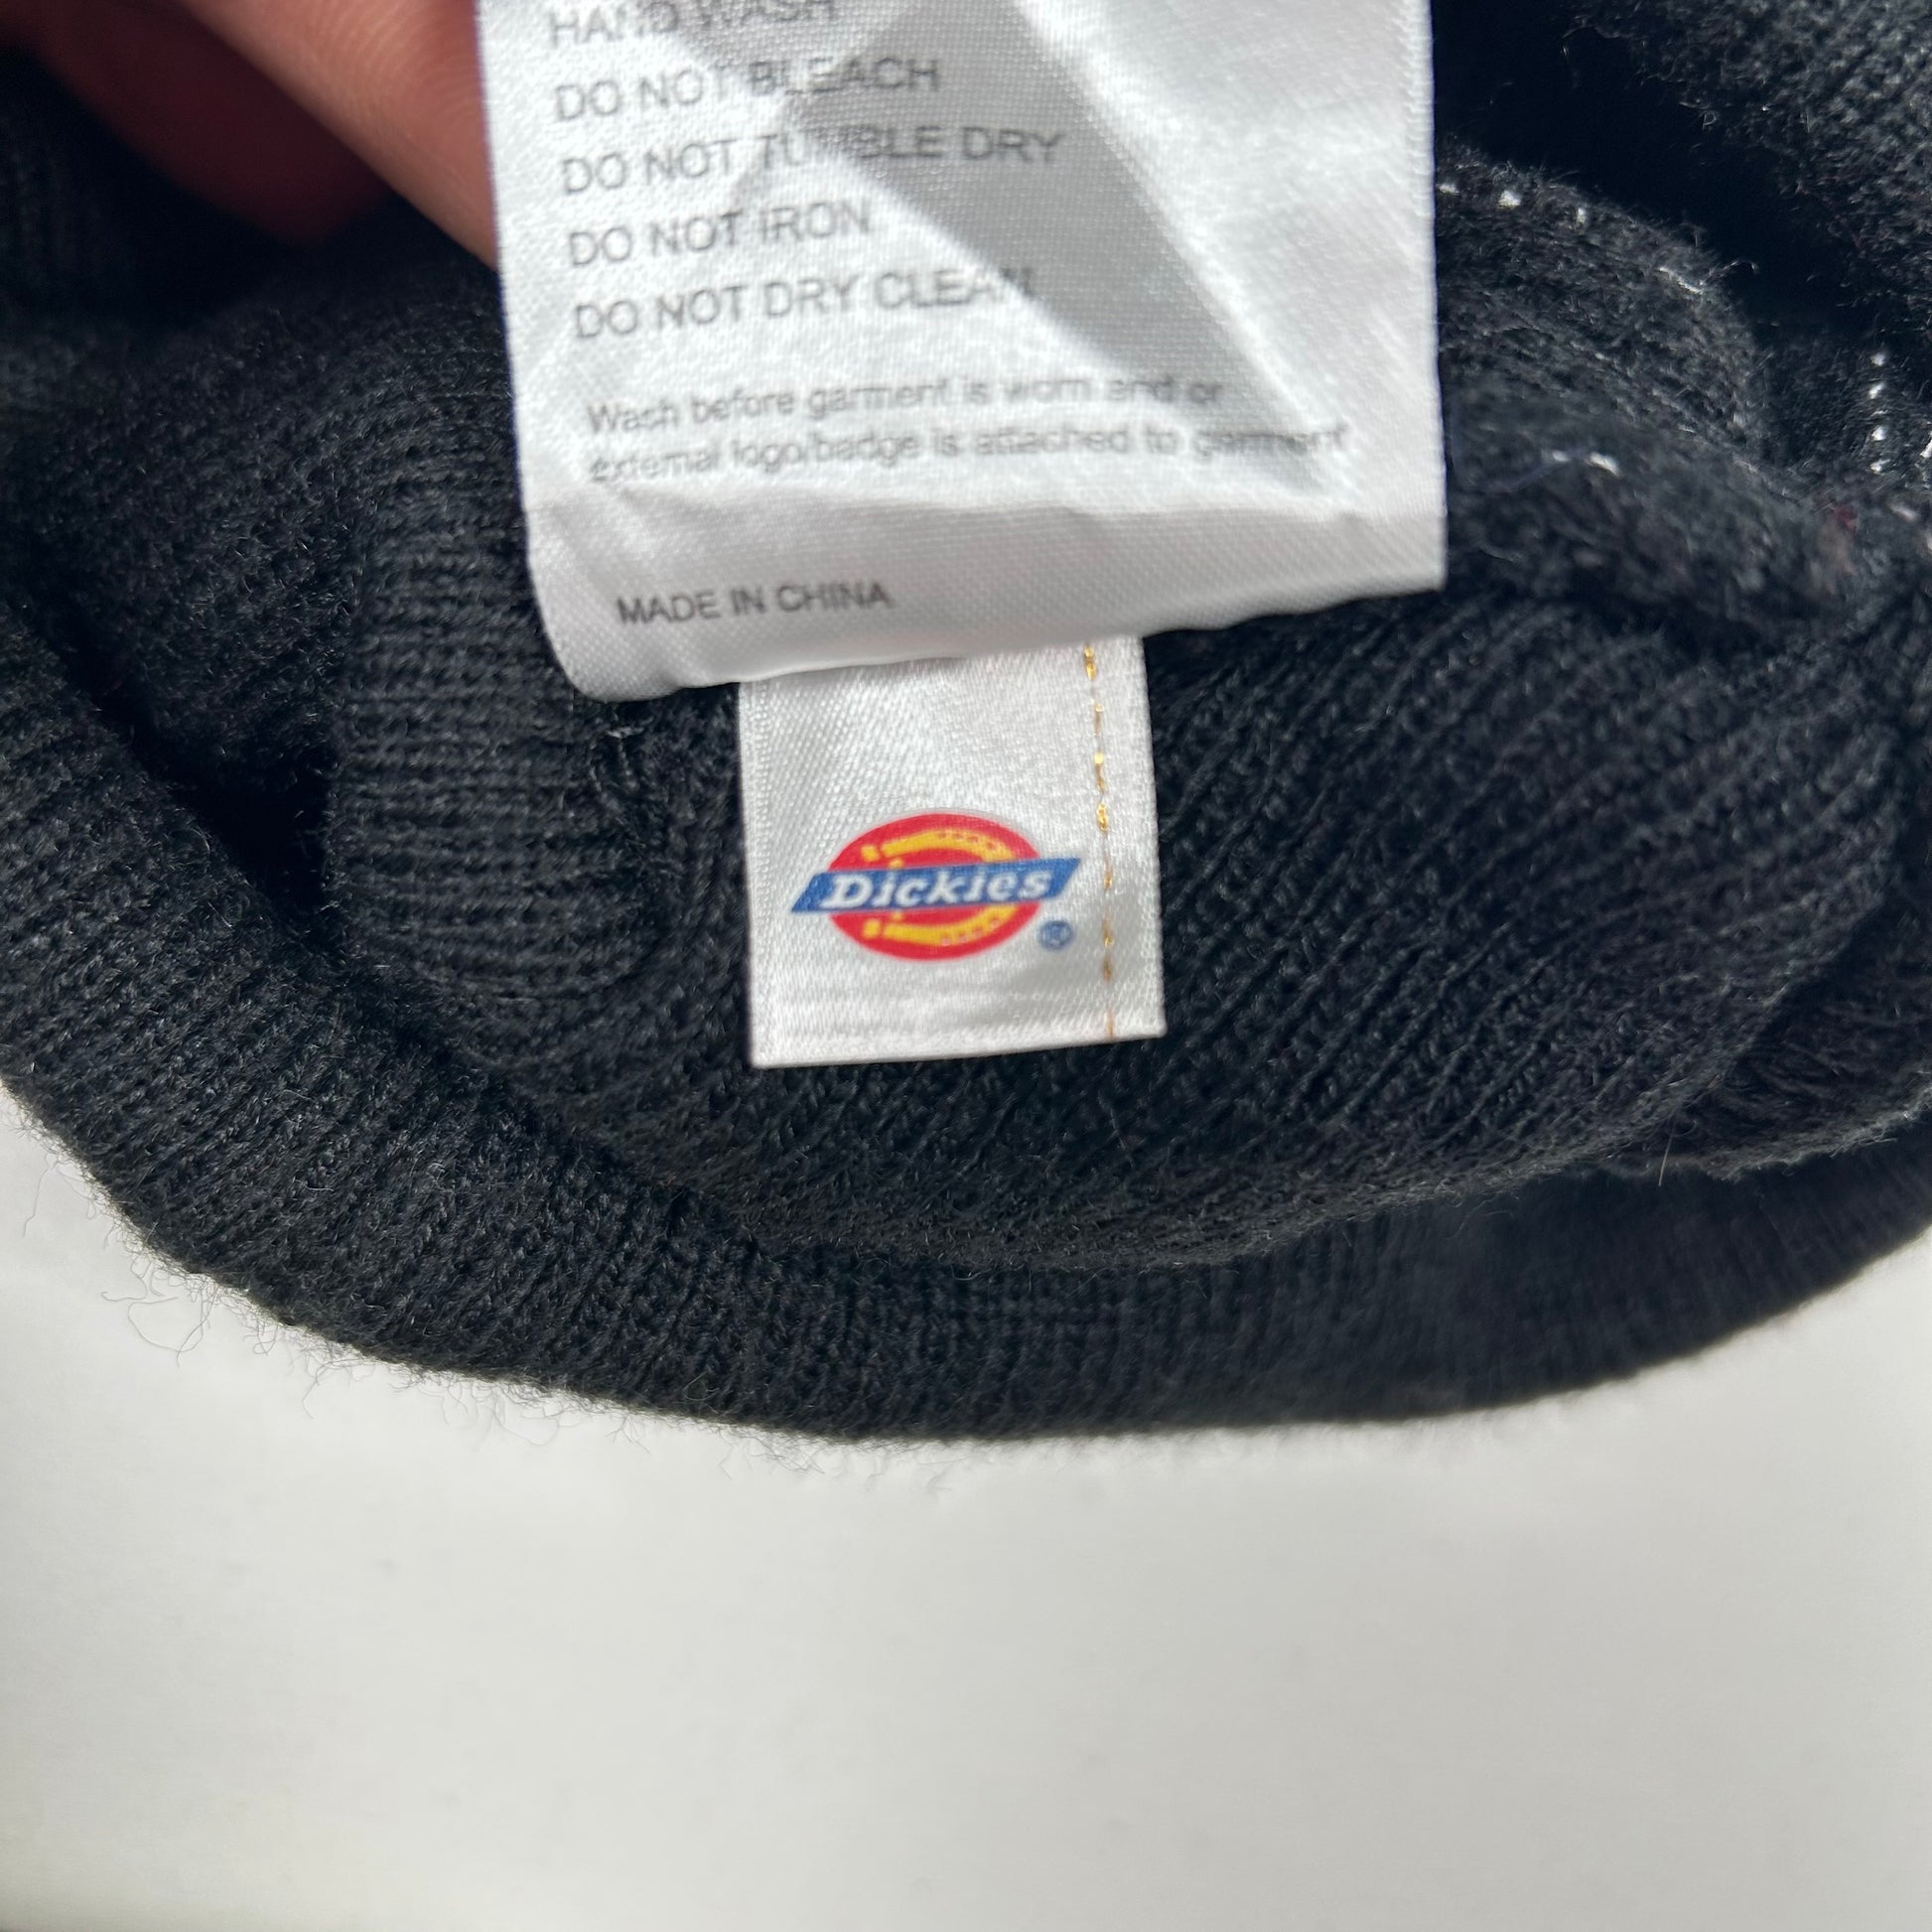 HAND WASH
DO NOT BLEACH
DO NOT TUMBLE DRY
DO NOT IRON
DO NOT DRY CLEAN
Wash before garment is worn and or
external logo/badge is attached to garment
MADE IN CHINA
Dickies®